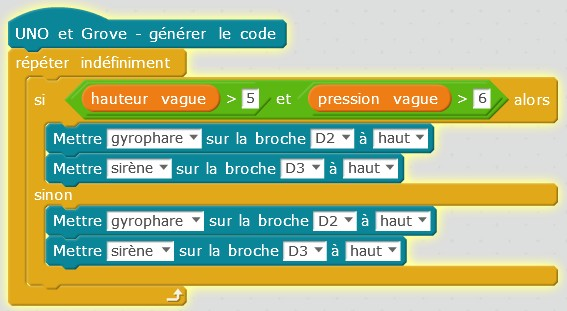 UNO et Grove - générer le code
répéter indéfiniment
si hauteur vague > 5 et pression vague > 6 alors
Mettre gyrophare sur la broche D2 à haut
Mettre sirène sur la broche D3 à haut
sinon
Mettre gyrophare sur la broche D2 à haut
Mettre sirène sur la broche D3 à haut